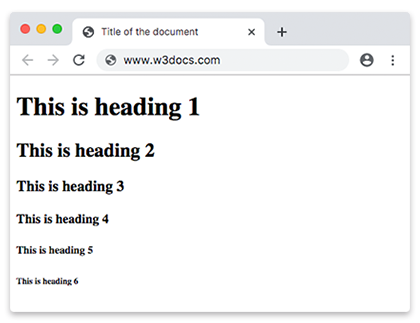 Title of the document
www.w3docs.com
This is heading 1
This is heading 2
This is heading 3
This is heading 4
This is heading 5
This is heading 6